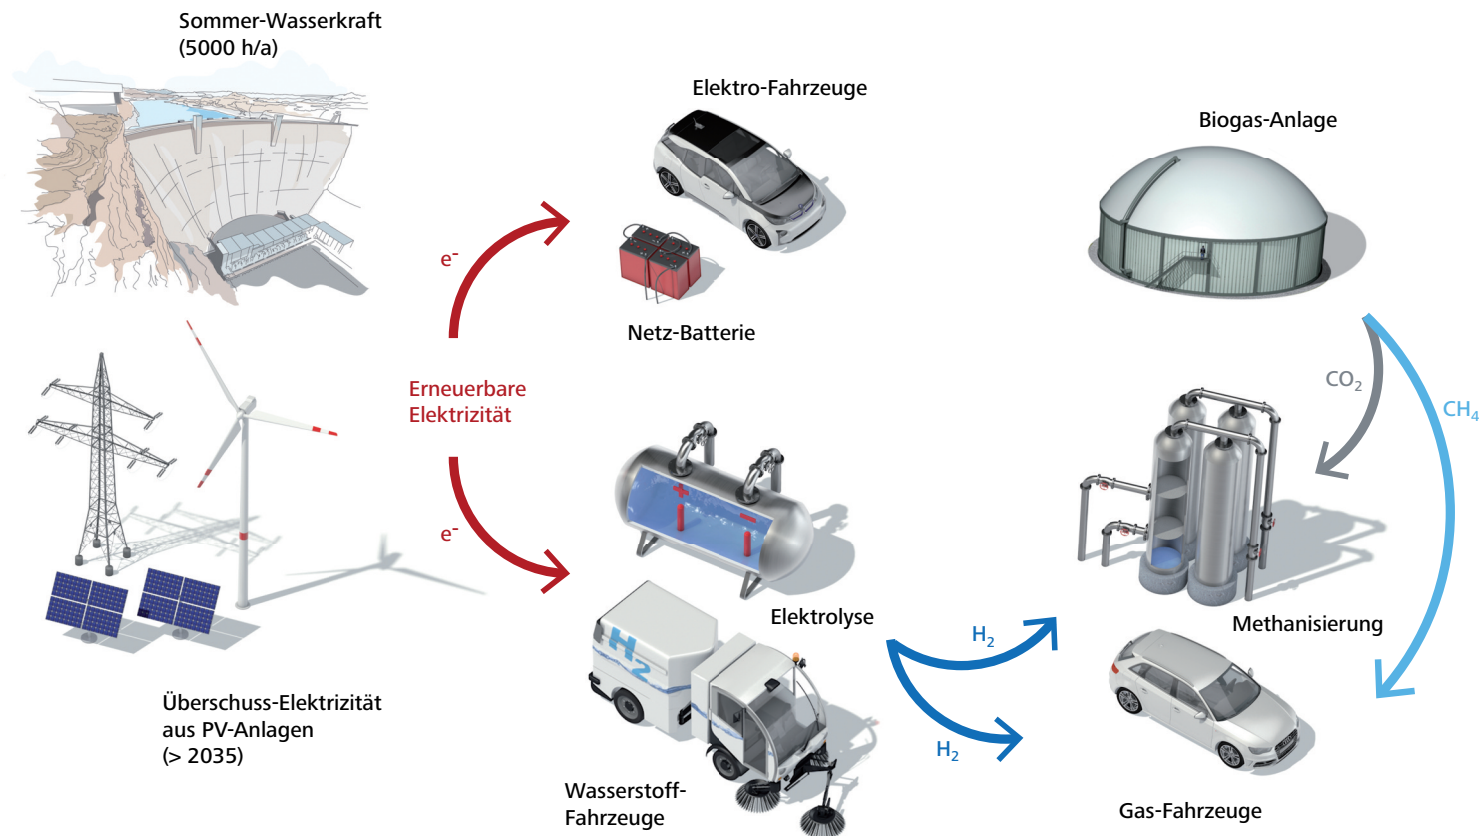 Sommer-Wasserkraft
(5000 h/a)
Elektro-Fahrzeuge
Biogas-Anlage
e-
Netz-Batterie
Erneuerbare
Elektrizität
CO₂
CH₄
+
-
e-
Elektrolyse
Methanisierung
H₂
H₂
H₂
Überschuss-Elektrizität
aus PV-Anlagen
(> 2035)
Wasserstoff-
Fahrzeuge
Gas-Fahrzeuge